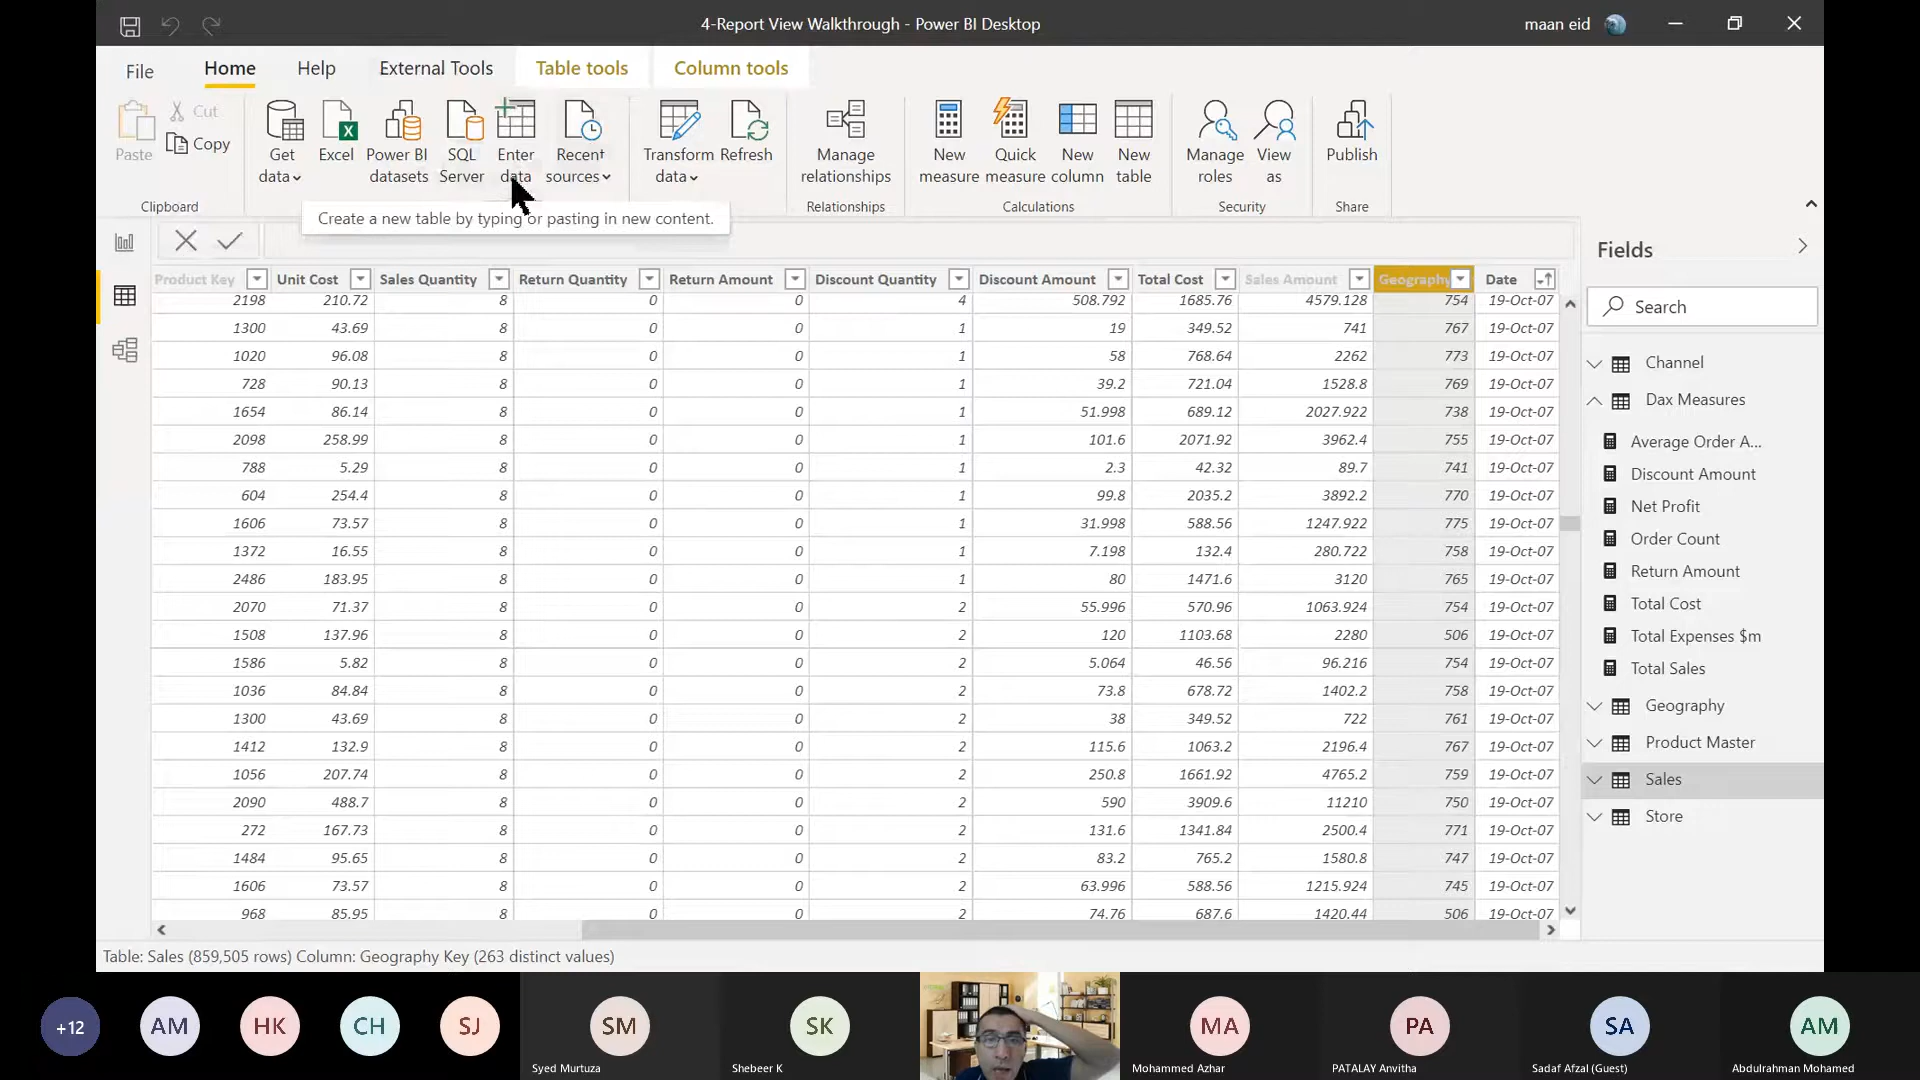 4-Report View Walkthrough - Power BI Desktop
maan eid
File Home Help External Tools Table tools Column tools
Paste Cut Copy
Clipboard
Get data Excel Power BI datasets SQL Server Enter data Recent sources
Transform data Refresh
Manage relationships
Relationships
New measure Quick measure New column New table
Calculations
Manage roles View as
Security
Publish
Share
Create a new table by typing or pasting in new content.
Product Key Unit Cost Sales Quantity Return Quantity Return Amount Discount Quantity Discount Amount Total Cost Sales Amount Geography Date
2198 210.72 8 0 0 4 508.792 1685.76 4579.128 754 19-Oct-07
1300 43.69 8 0 0 1 19 349.52 741 767 19-Oct-07
1020 96.08 8 0 0 1 58 768.64 2262 773 19-Oct-07
728 90.13 8 0 0 1 39.2 721.04 1528.8 769 19-Oct-07
1654 86.14 8 0 0 1 51.998 689.12 2027.922 738 19-Oct-07
2098 258.99 8 0 0 1 101.6 2071.92 3962.4 755 19-Oct-07
788 5.29 8 0 0 1 2.3 42.32 89.7 741 19-Oct-07
604 254.4 8 0 0 1 99.8 2035.2 3892.2 770 19-Oct-07
1606 73.57 8 0 0 1 31.998 588.56 1247.922 775 19-Oct-07
1372 16.55 8 0 0 1 7.198 132.4 280.722 758 19-Oct-07
2486 183.95 8 0 0 1 80 1471.6 3120 765 19-Oct-07
2070 71.37 8 0 0 2 55.996 570.96 1063.924 754 19-Oct-07
1508 137.96 8 0 0 2 120 1103.68 2280 506 19-Oct-07
1586 5.82 8 0 0 2 5.064 46.56 96.216 754 19-Oct-07
1036 84.84 8 0 0 2 73.8 678.72 1402.2 758 19-Oct-07
1300 43.69 8 0 0 2 38 349.52 722 761 19-Oct-07
1412 132.9 8 0 0 2 115.6 1063.2 2196.4 767 19-Oct-07
1056 207.74 8 0 0 2 250.8 1661.92 4765.2 759 19-Oct-07
2090 488.7 8 0 0 2 590 3909.6 11210 750 19-Oct-07
272 167.73 8 0 0 2 131.6 1341.84 2500.4 771 19-Oct-07
1484 95.65 8 0 0 2 83.2 765.2 1580.8 747 19-Oct-07
1606 73.57 8 0 0 2 63.996 588.56 1215.924 745 19-Oct-07
968 85.95 8 0 0 2 74.76 687.6 1420.44 506 19-Oct-07
Fields
Search
Channel
Dax Measures
Average Order A...
Discount Amount
Net Profit
Order Count
Return Amount
Total Cost
Total Expenses $m
Total Sales
Geography
Product Master
Sales
Store
Table: Sales (859,505 rows) Column: Geography Key (263 distinct values)
+12 AM HK CH SJ SM SK MA PA SA AM
Syed Murtuza Shebeer K Mohammed Azhar PATALAY Anvitha Sadaf Afzal (Guest) Abdulrahman Mohamed